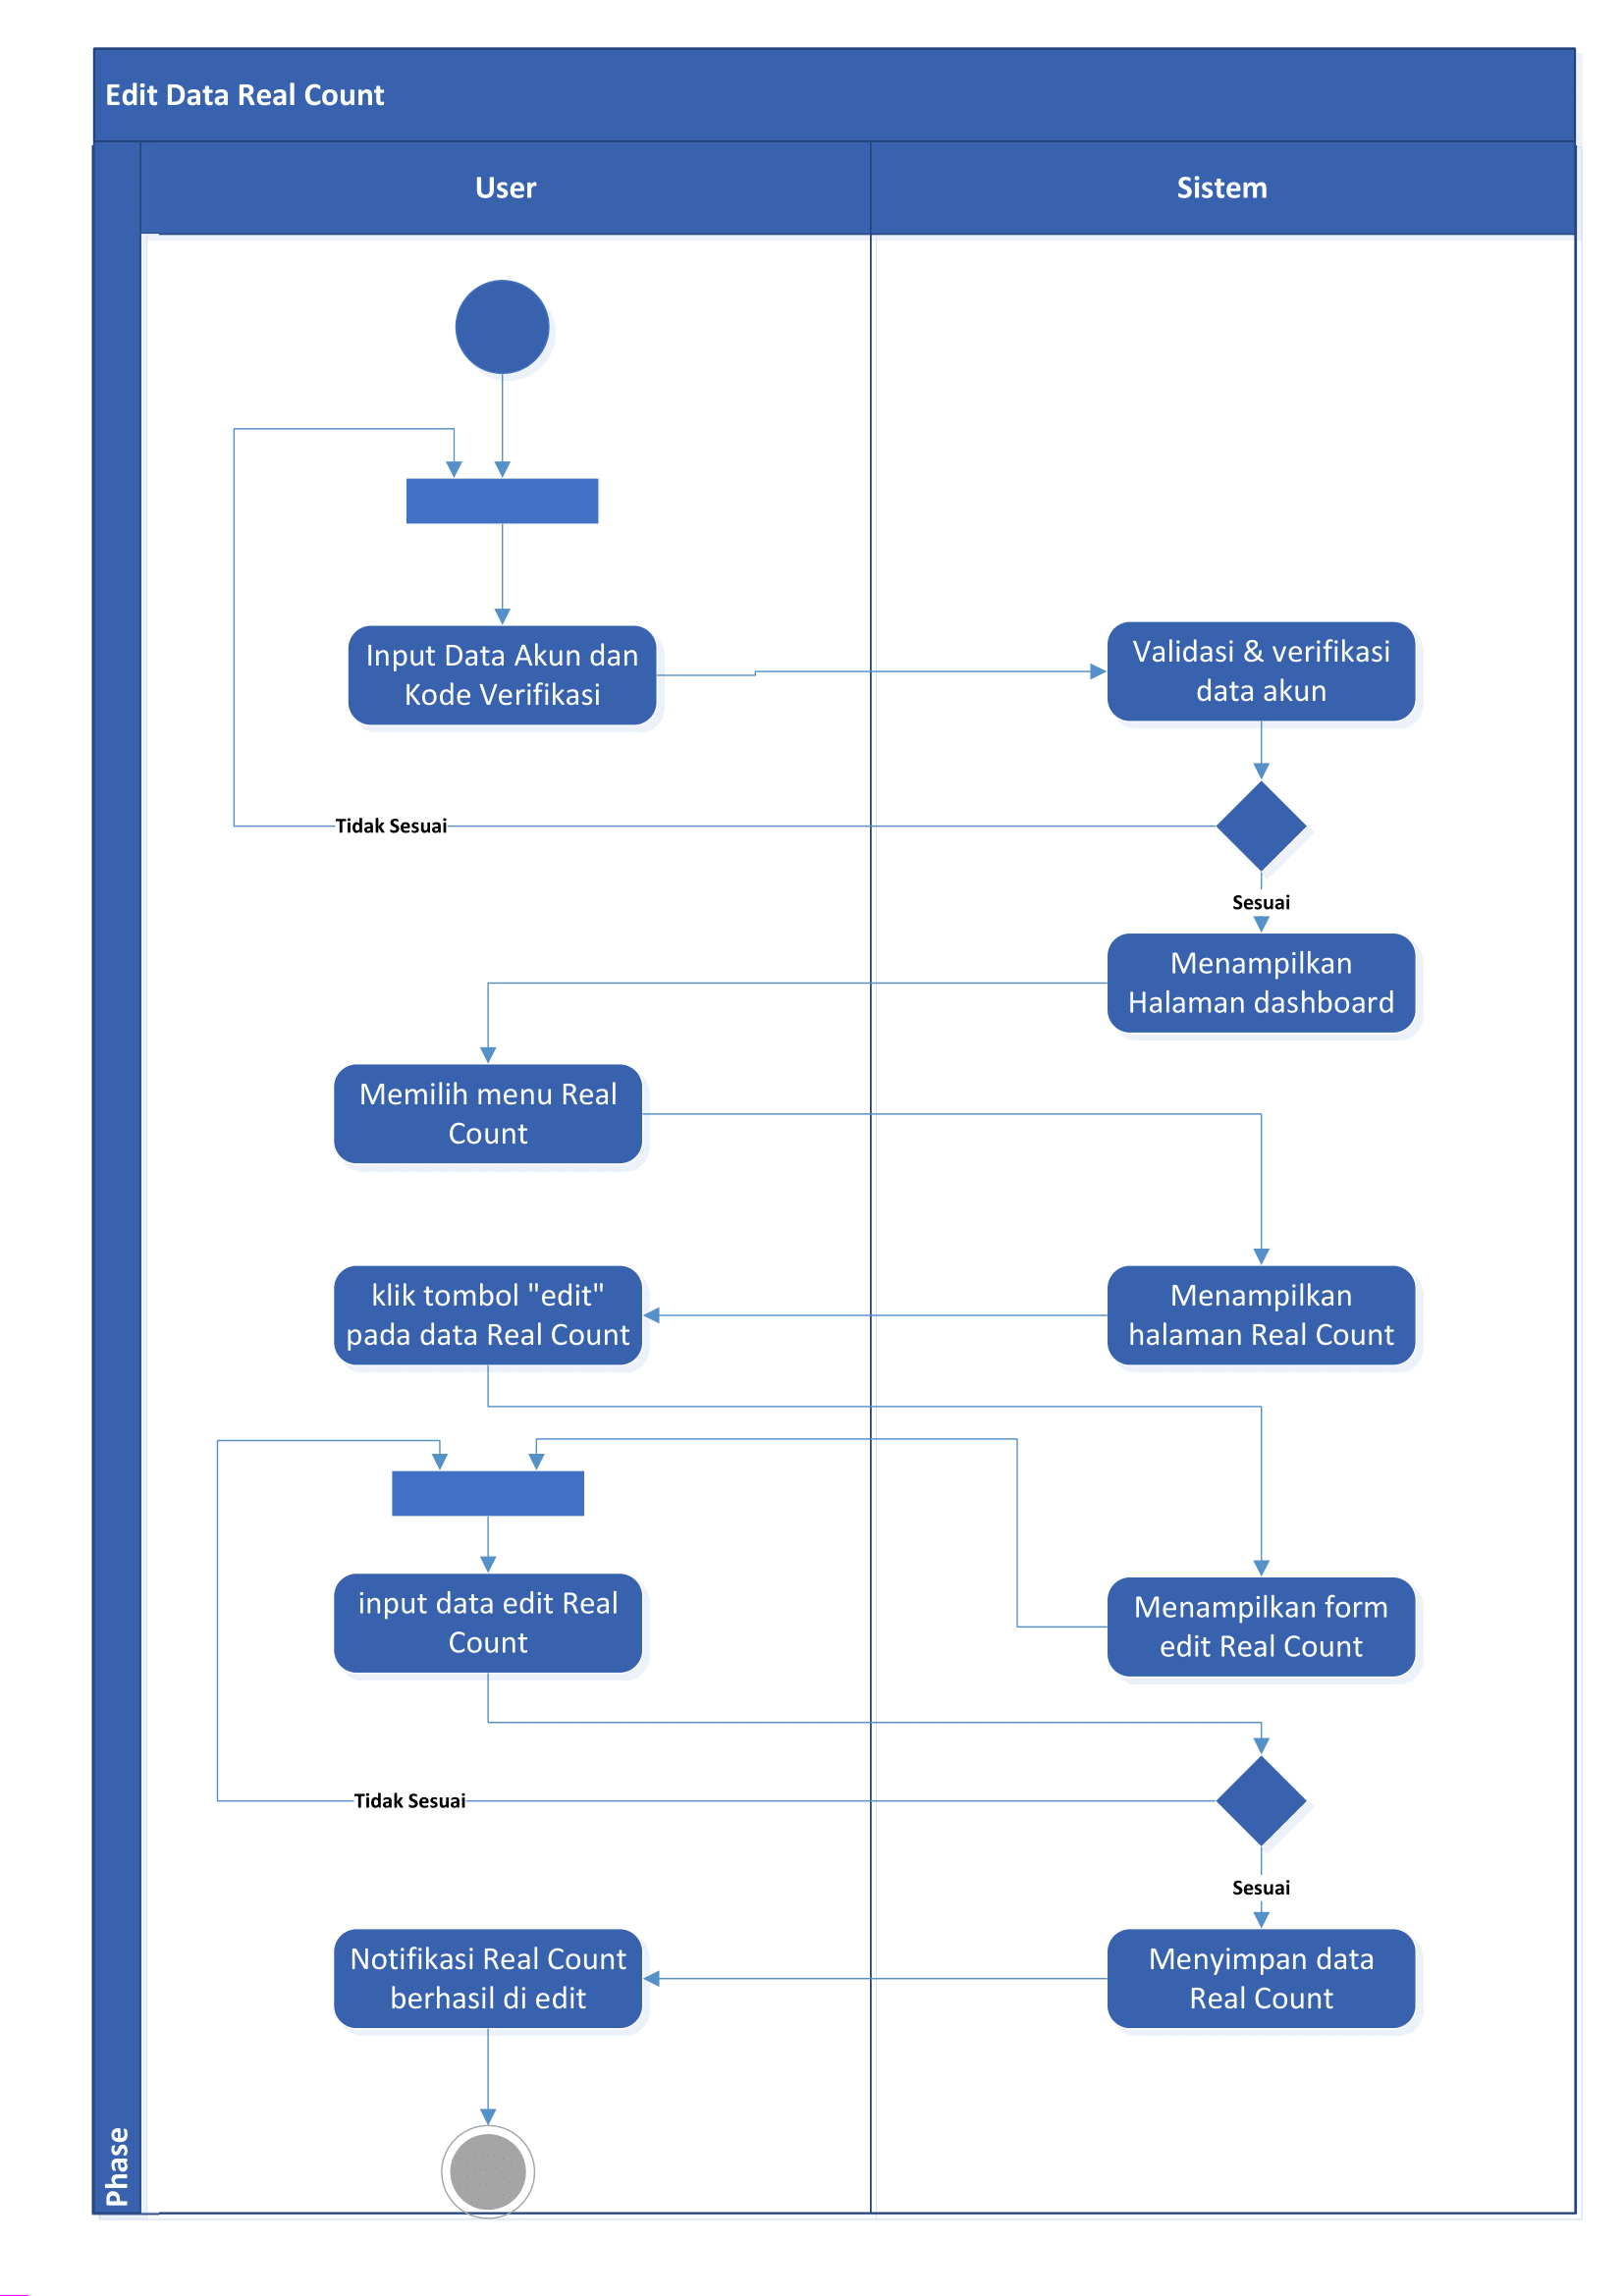 Edit Data Real Count
User
Sistem
Input Data Akun dan
Kode Verifikasi
Validasi & verifikasi
data akun
Tidak Sesuai
Sesuai
Menampilkan
Halaman dashboard
Memilih menu Real
Count
klik tombol "edit"
pada data Real Count
Menampilkan
halaman Real Count
input data edit Real
Count
Menampilkan form
edit Real Count
Tidak Sesuai
Sesuai
Notifikasi Real Count
berhasil di edit
Menyimpan data
Real Count
Phase